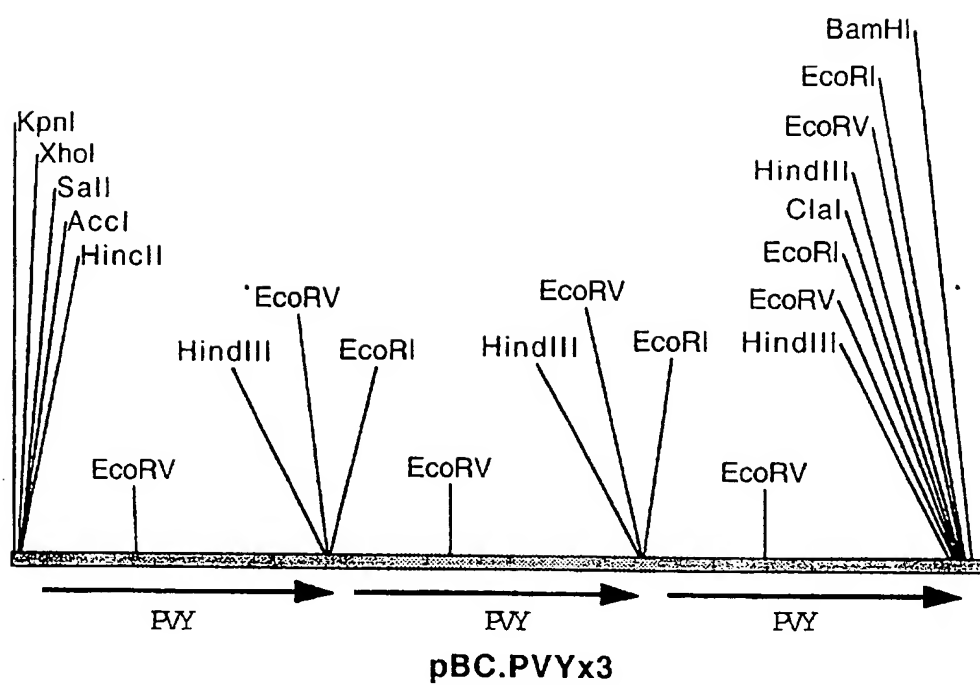 BamHI
EcoRI
KpnI
EcoRV
XhoI
HindIII
SalI
ClaI
AccI
EcoRI
HincII
EcoRV
EcoRV
EcoRV
HindIII
EcoRI
HindIII
EcoRI
HindIII
EcoRV
EcoRV
EcoRV
PVY
PVY
PVY
pBC.PVYx3